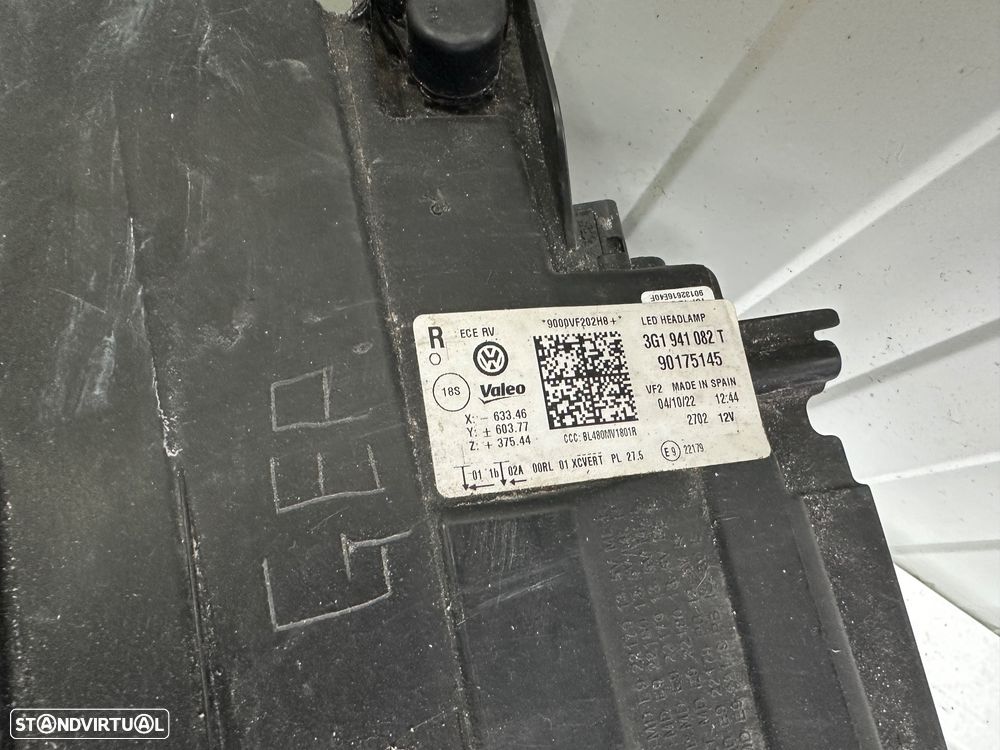 90132616E40F
R
ECE RV
*9000VF202H8+*
LED HEADLAMP
3G1 941 082 T
90175145
18S
Valeo
VF2 MADE IN SPAIN
04/10/22 12:44
2702 12V
X: - 633.46
Y: ± 603.77
Z: + 375.44
CCC: BL480MV1801R
01 1b 02A 00RL 01 XCVERT PL 27.5
E9 22179
GER
STANDVIRTUAL